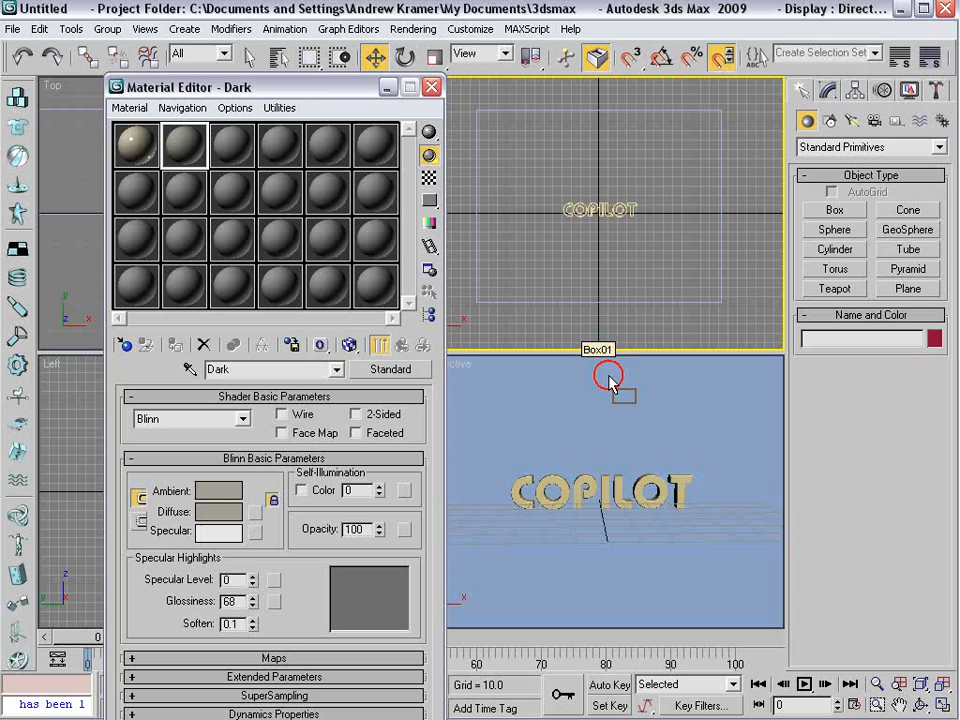 Untitled - Project Folder: C:\Documents and Settings\Andrew Kramer\My Documents\3dsmax - Autodesk 3ds Max 2009 - Display : Direct...
File Edit Tools Group Views Create Modifiers Animation Graph Editors Rendering Customize MAXScript Help
All View 3 % Create Selection Set
Top
Material Editor - Dark
Material Navigation Options Utilities
Standard Primitives
- Object Type
AutoGrid
Box Cone
Sphere GeoSphere
Cylinder Tube
Torus Pyramid
Teapot Plane
- Name and Color
COPILOT
y
x
x
Box01
Left
ctive
COPILOT
z
y
x
0
Dark Standard
- Shader Basic Parameters
Blinn Wire 2-Sided
Face Map Faceted
- Blinn Basic Parameters
Self-Illumination
Ambient: Color 0
Diffuse:
Specular: Opacity: 100
Specular Highlights
Specular Level: 0
Glossiness: 68
Soften: 0.1
+ Maps
+ Extended Parameters
+ SuperSampling
+ Dynamics Properties
0
60 70 80 90 100
has been l
Grid = 10.0
Add Time Tag
Auto Key Selected
Set Key Key Filters...
0